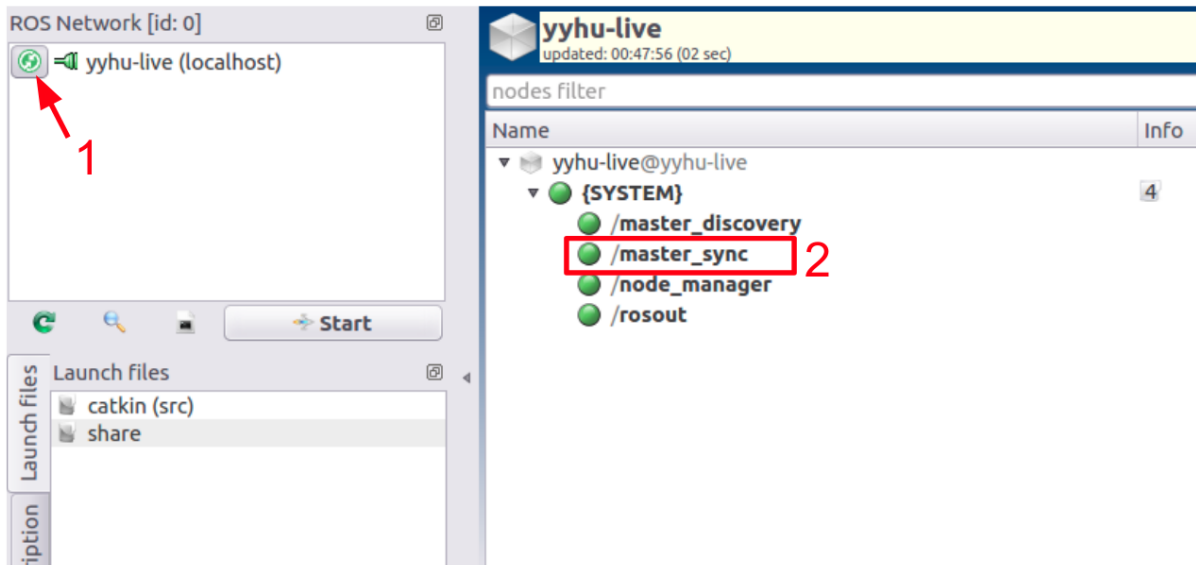 ROS Network [id: 0]
yyhu-live (localhost)
1
Start
Launch files
Launch files
catkin (src)
share
ription
yyhu-live
updated: 00:47:56 (02 sec)
nodes filter
Name Info
yyhu-live@yyhu-live
{SYSTEM} 4
/master_discovery
/master_sync 2
/node_manager
/rosout